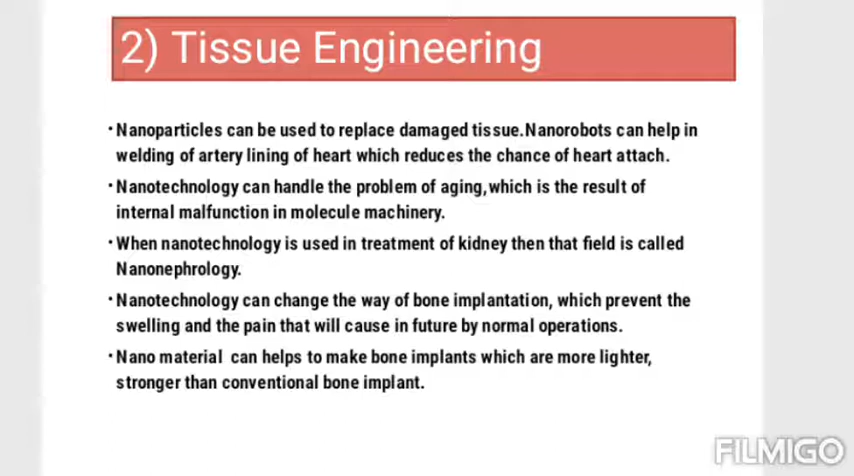 2) Tissue Engineering
• Nanoparticles can be used to replace damaged tissue.Nanorobots can help in
welding of artery lining of heart which reduces the chance of heart attach.
• Nanotechnology can handle the problem of aging,which is the result of
internal malfunction in molecule machinery.
• When nanotechnology is used in treatment of kidney then that field is called
Nanonephrology.
• Nanotechnology can change the way of bone implantation, which prevent the
swelling and the pain that will cause in future by normal operations.
• Nano material can helps to make bone implants which are more lighter,
stronger than conventional bone implant.
FILMIGO